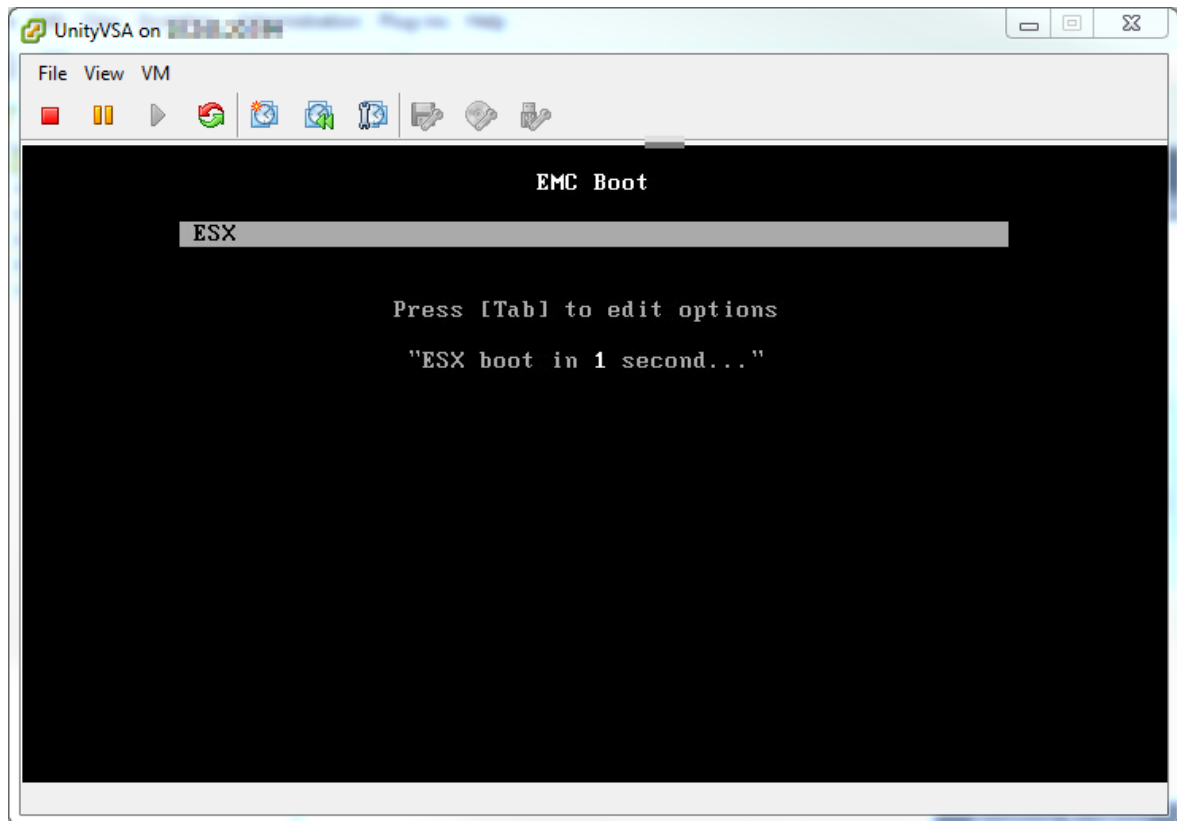 UnityVSA on
File View VM
EMC Boot
ESX
Press [Tab] to edit options
"ESX boot in 1 second..."